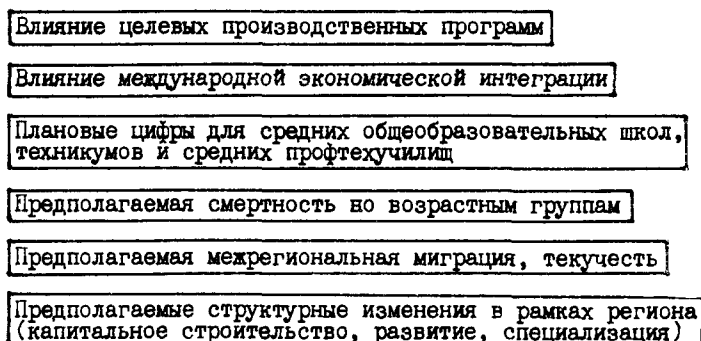 Влияние целевых производственных программ
Влияние международной экономической интеграции
Плановые цифры для средних общеобразовательных школ,
техникумов и средних профтехучилищ
Предполагаемая смертность но возрастным группам
Предполагаемая межрегиональная миграция, текучесть
Предполагаемые структурные изменения в рамках региона
(капитальное строительство, развитие, специализация)